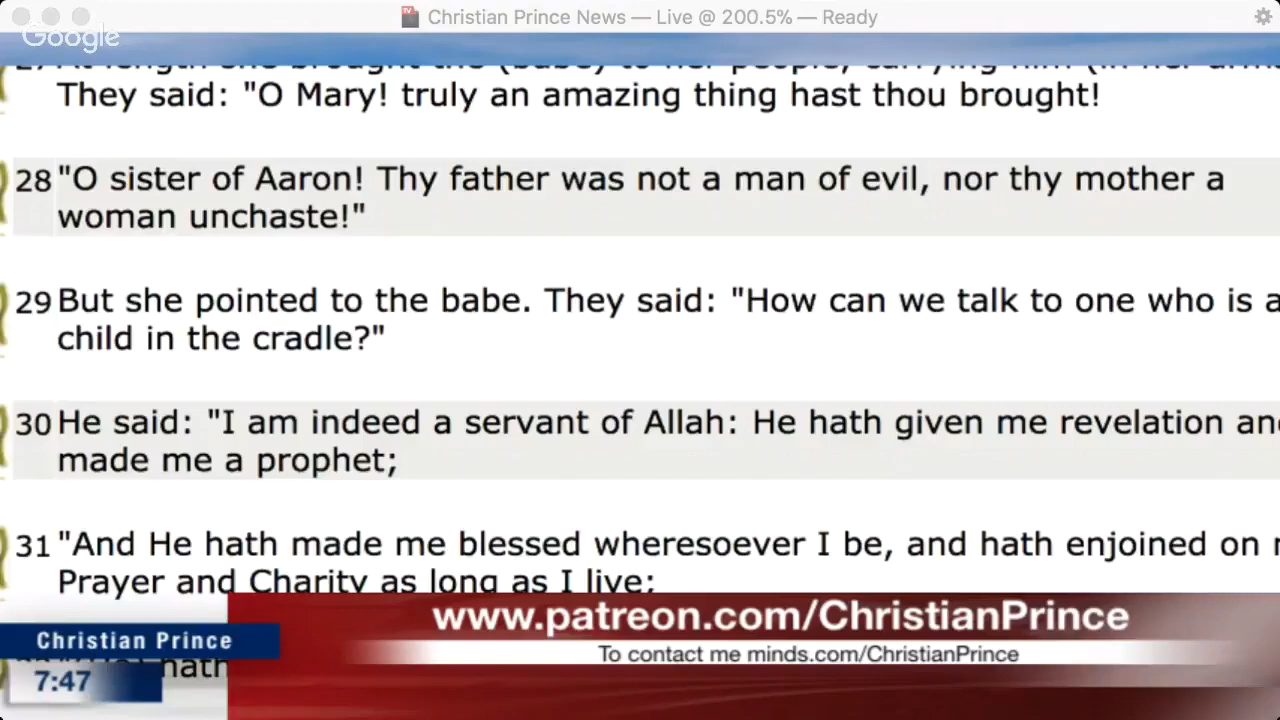 Christian Prince News — Live @ 200.5% — Ready
Google
They said: "O Mary! truly an amazing thing hast thou brought!
28 "O sister of Aaron! Thy father was not a man of evil, nor thy mother a
woman unchaste!"
29 But she pointed to the babe. They said: "How can we talk to one who is a
child in the cradle?"
30 He said: "I am indeed a servant of Allah: He hath given me revelation and
made me a prophet;
31 "And He hath made me blessed wheresoever I be, and hath enjoined on
Prayer and Charity as long as I live;
www.patreon.com/ChristianPrince
Christian Prince
To contact me minds.com/ChristianPrince
hath
7:47